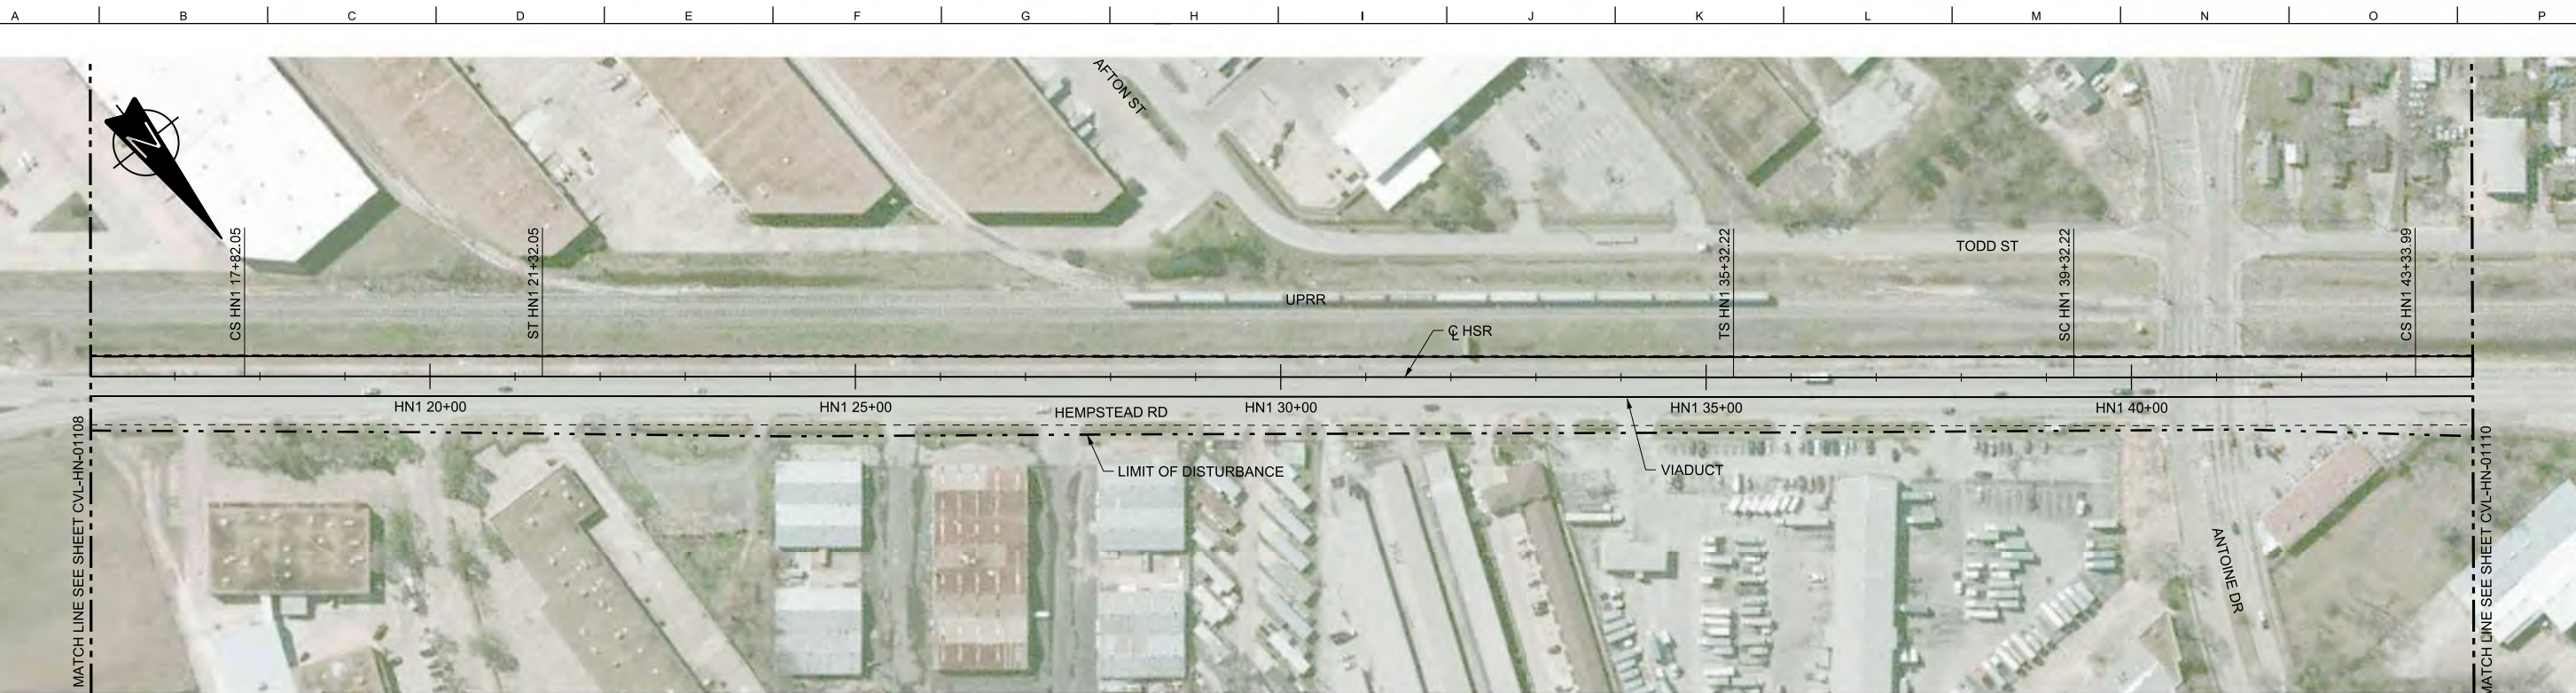 A B C D E F G H I J K L M N O P
AFTON ST
N
CS HN1 17+82.05
ST HN1 21+32.05
TS HN1 35+32.22
SC HN1 39+32.22
CS HN1 43+33.99
TODD ST
UPRR
℄ HSR
HN1 20+00
HN1 25+00
HEMPSTEAD RD
HN1 30+00
HN1 35+00
HN1 40+00
LIMIT OF DISTURBANCE
VIADUCT
ANTOINE DR
MATCH LINE SEE SHEET CVL-HN-01108
MATCH LINE SEE SHEET CVL-HN-01110